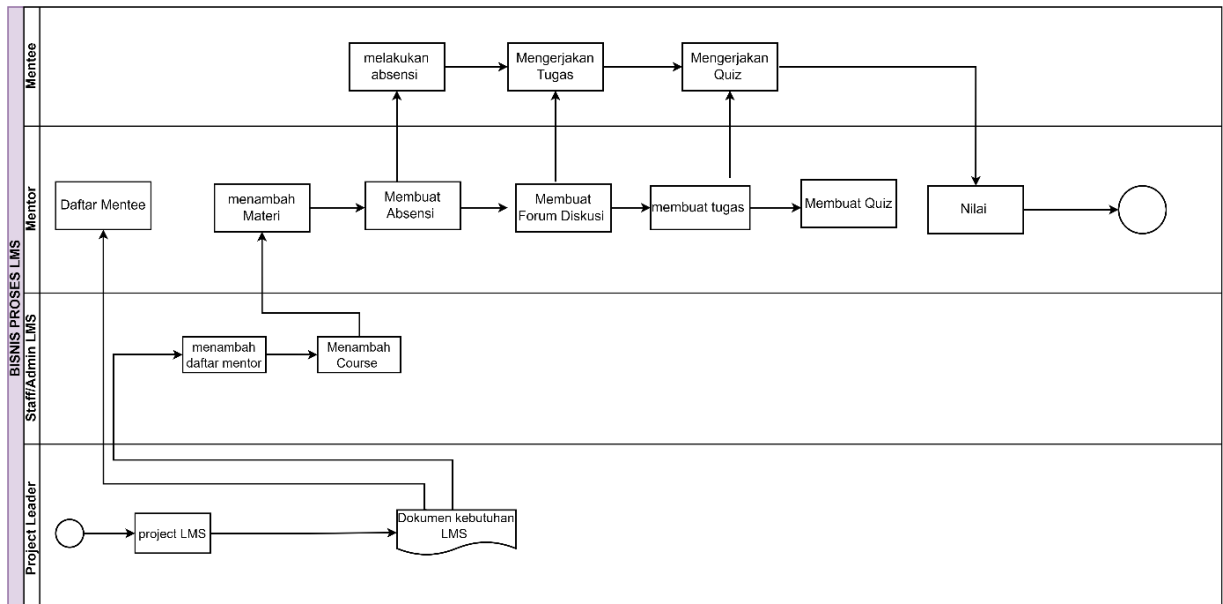 BISNIS PROSES LMS
Mentee
melakukan
absensi
Mengerjakan
Tugas
Mengerjakan
Quiz
Mentor
Daftar Mentee
menambah
Materi
Membuat
Absensi
Membuat
Forum Diskusi
membuat tugas
Membuat Quiz
Nilai
Staff/Admin LMS
menambah
daftar mentor
Menambah
Course
Project Leader
project LMS
Dokumen kebutuhan
LMS